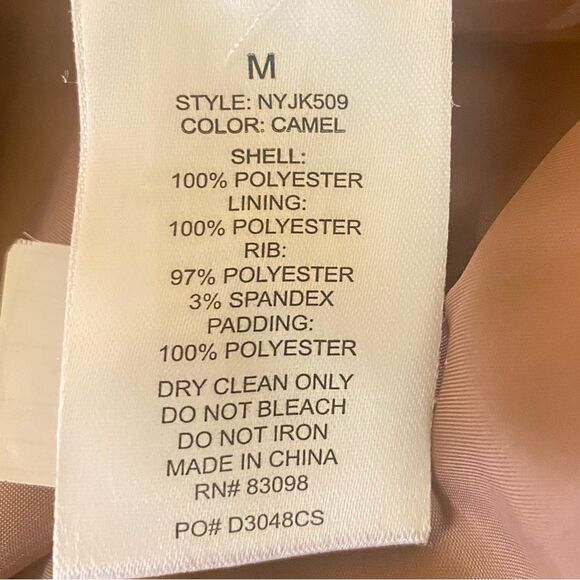 M
STYLE: NYJK509
COLOR: CAMEL
SHELL:
100% POLYESTER
LINING:
100% POLYESTER
RIB:
97% POLYESTER
3% SPANDEX
PADDING:
100% POLYESTER
DRY CLEAN ONLY
DO NOT BLEACH
DO NOT IRON
MADE IN CHINA
RN# 83098
PO# D3048CS